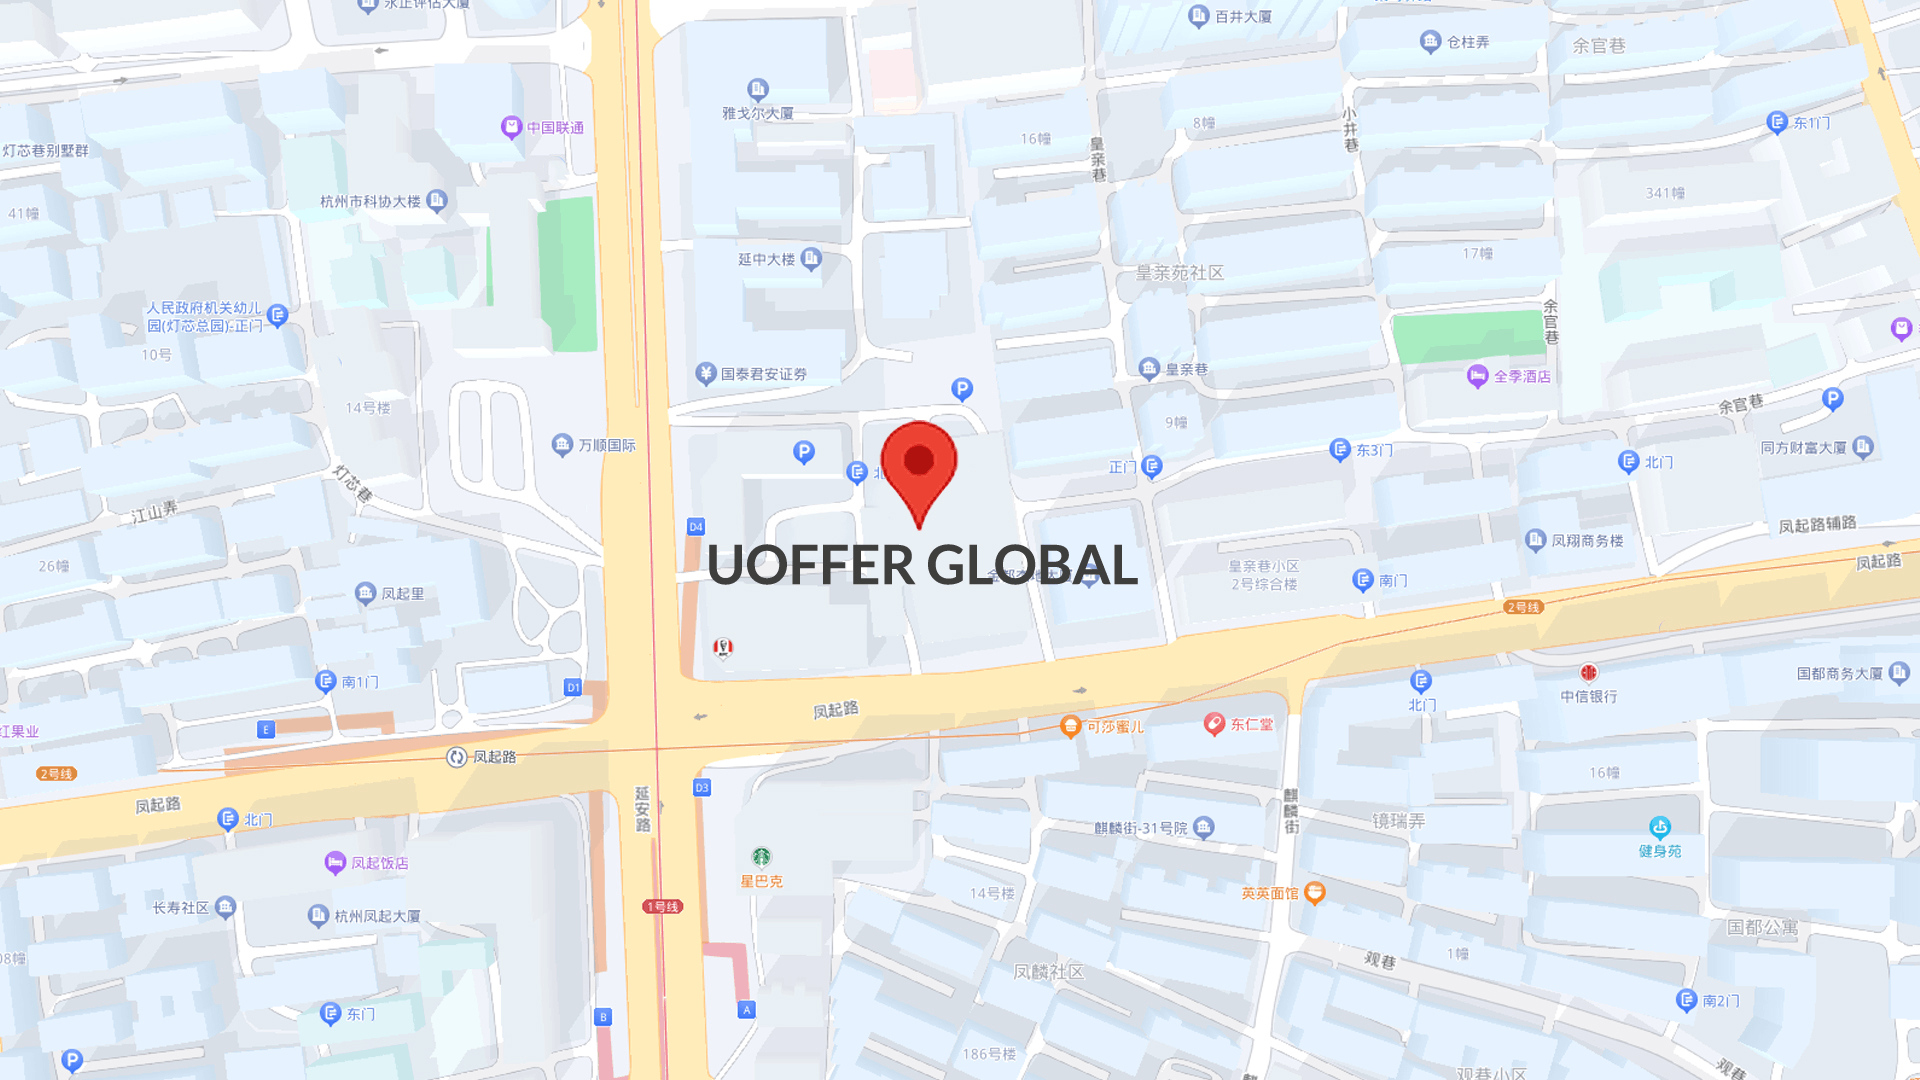 永正评估大厦
百井大厦
仓柱弄
余官巷
雅戈尔大厦
中国联通
16幢
8幢
小井巷
东1门
灯芯巷别墅群
皇亲巷
杭州市科协大楼
341幢
41幢
延中大楼
17幢
皇亲苑社区
人民政府机关幼儿
园(灯芯总园)-正门
余官巷
10号
国泰君安证券
P
皇亲巷
全季酒店
14号楼
9幢
余官巷
P
万顺国际
P
正门
东3门
北门
同方财富大厦
灯芯巷
江山弄
D4
凤起路辅路
凤翔商务楼
凤起路
UOFFER GLOBAL
26幢
皇亲巷小区
2号综合楼
南门
凤起里
2号线
KFC
南1门
D1
国都商务大厦
中信银行
北门
凤起路
E
红果业
可莎蜜儿
东仁堂
凤起路
2号线
16幢
D3
凤起路
延安路
麒麟街
北门
麒麟街-31号院
镜瑞弄
健身苑
凤起饭店
星巴克
14号楼
英英面馆
长寿社区
杭州凤起大厦
1号线
国都公寓
08幢
凤麟社区
观巷
1幢
南2门
东门
B
A
P
186号楼
观巷
观巷小区